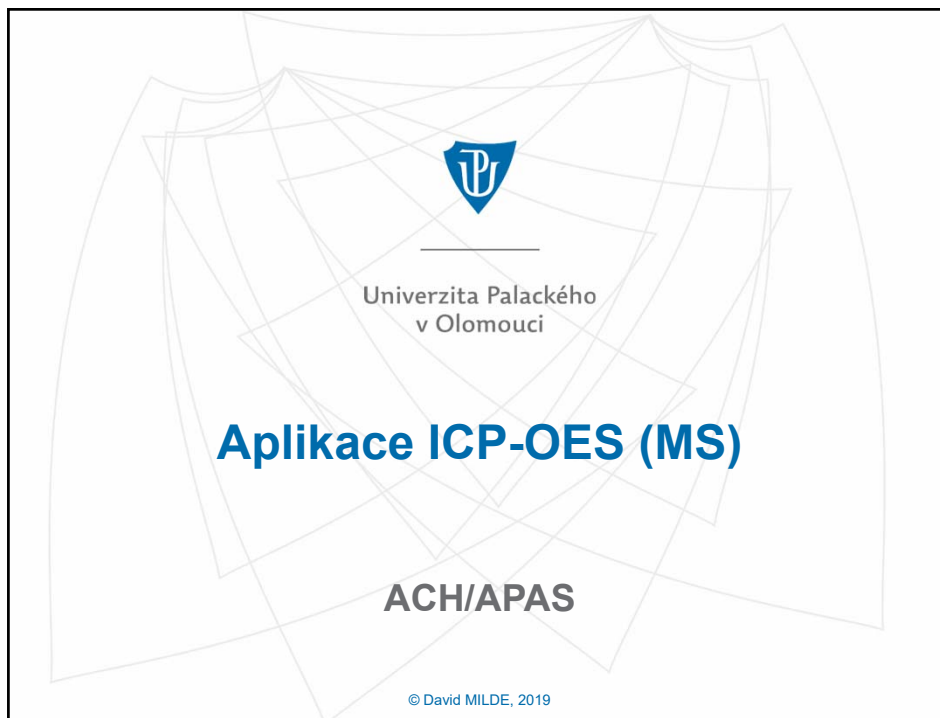 Univerzita Palackého
v Olomouci
Aplikace ICP-OES (MS)
ACH/APAS
© David MILDE, 2019